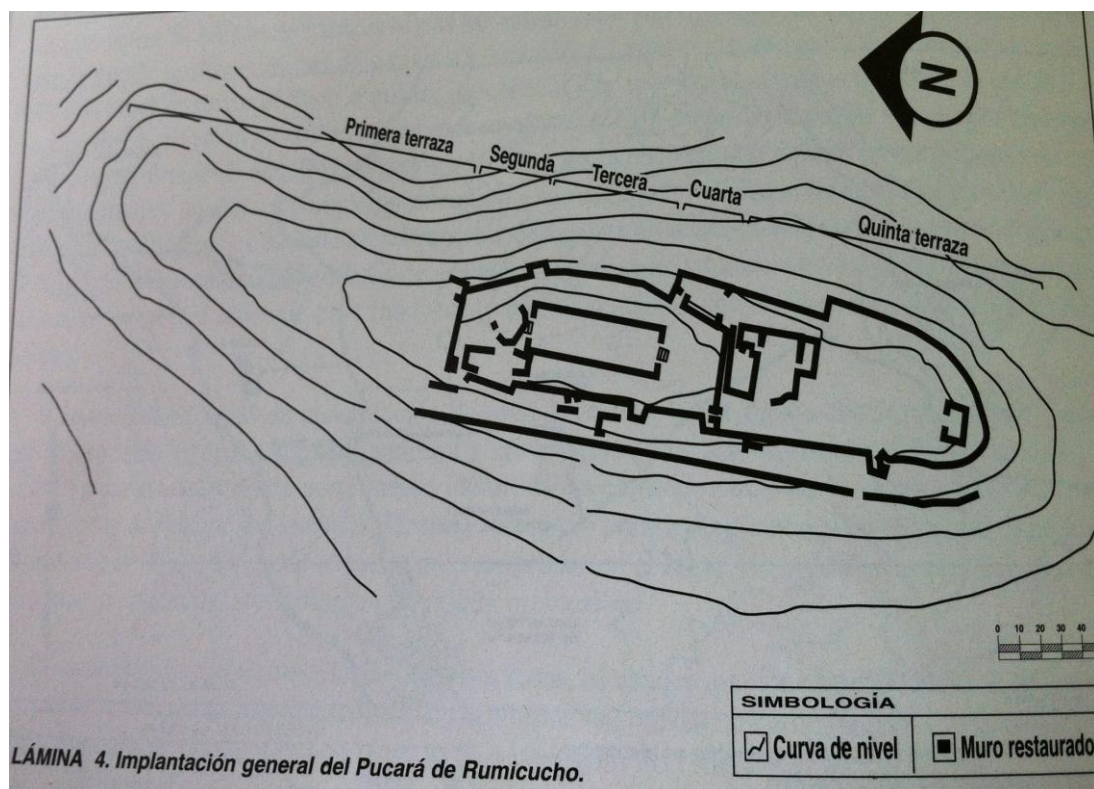 N
Primera terraza
Segunda
Tercera
Cuarta
Quinta terraza
0 10 20 30 40
SIMBOLOGÍA
Curva de nivel
Muro restaurado
LÁMINA 4. Implantación general del Pucará de Rumicucho.